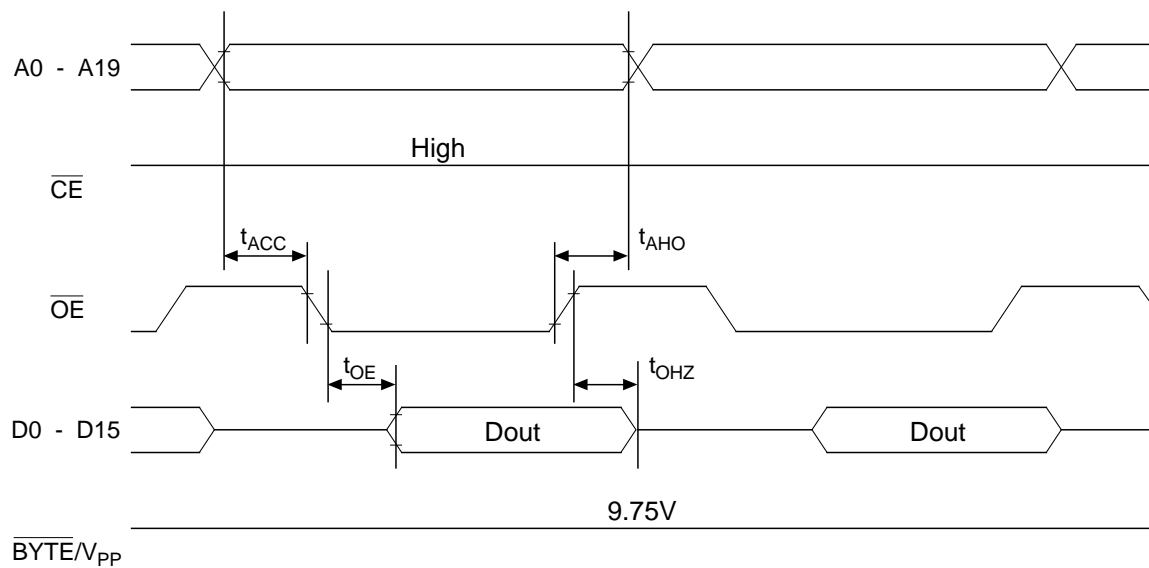 A0 - A19
High
CE
tACC
tAHO
OE
tOE
tOHZ
D0 - D15
Dout
Dout
9.75V
BYTE/VPP